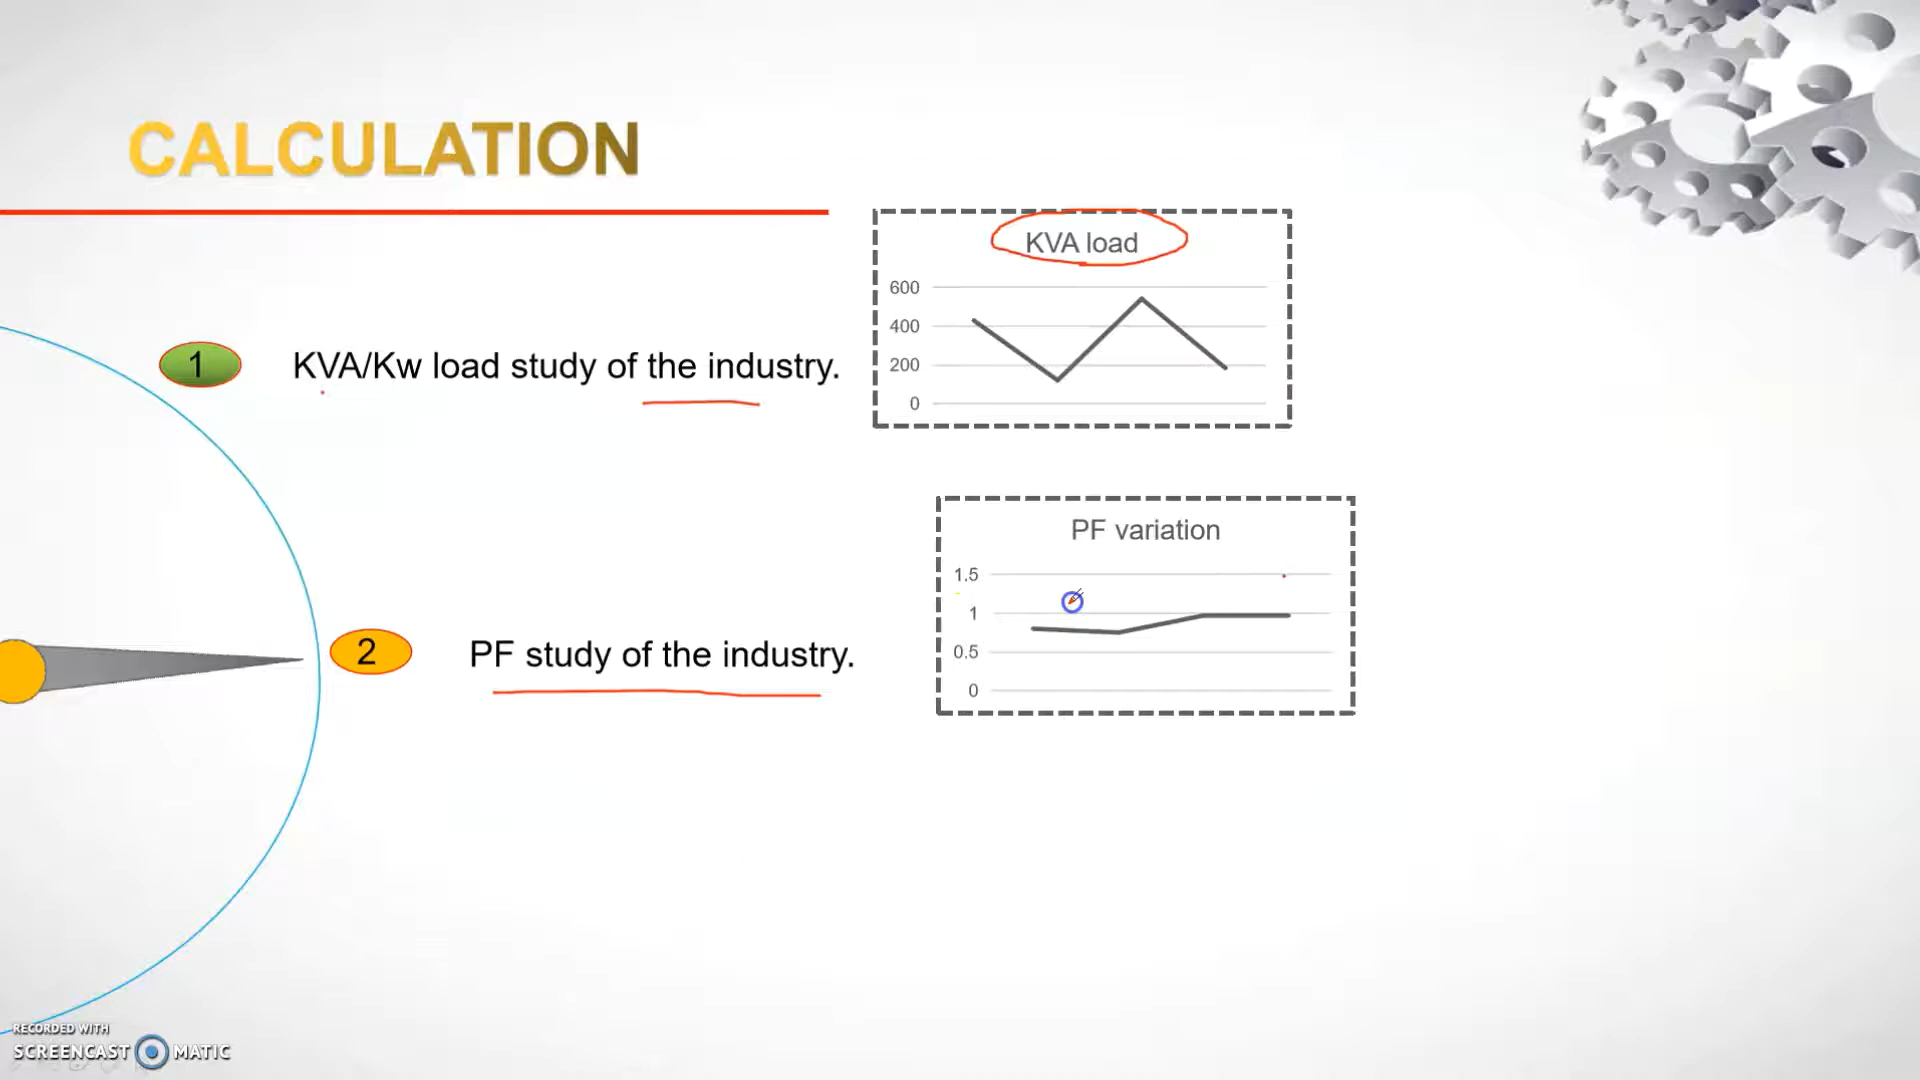 CALCULATION
KVA load
600
400
200
0
1
KVA/Kw load study of the industry.
PF variation
1.5
1
0.5
0
2
PF study of the industry.
RECORDED WITH
SCREENCAST MATIC